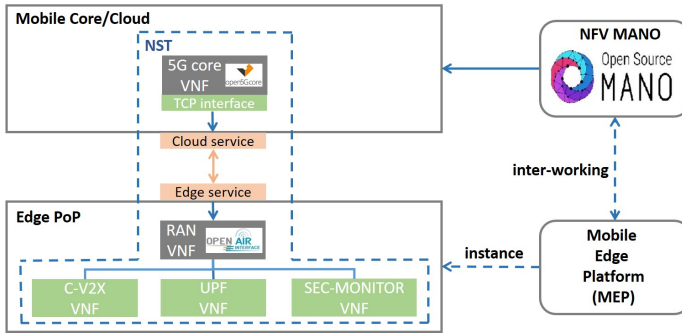 Mobile Core/Cloud
NST
5G core
VNF
open5Gcore
TCP interface
Cloud service
Edge service
Edge PoP
RAN
VNF
OPEN AIR
INTERFACE
C-V2X
VNF
UPF
VNF
SEC-MONITOR
VNF
NFV MANO
Open Source
MANO
inter-working
instance
Mobile
Edge
Platform
(MEP)